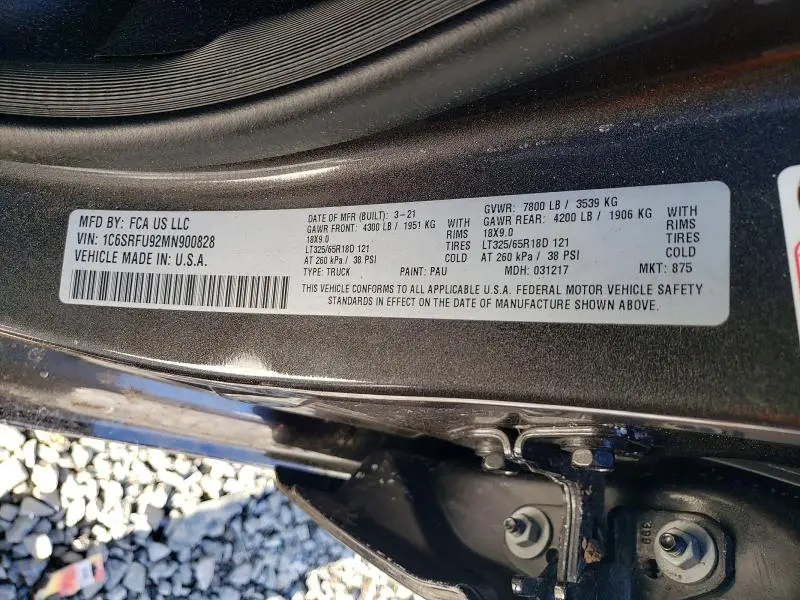 MFD BY: FCA US LLC
VIN: 1C6SRFU92MN900828
VEHICLE MADE IN: U.S.A.
DATE OF MFR (BUILT): 3-21
GAWR FRONT: 4300 LB / 1951 KG WITH
18X9.0 RIMS
LT325/65R18D 121 TIRES
AT 260 kPa / 38 PSI COLD
GVWR: 7800 LB / 3539 KG
GAWR REAR: 4200 LB / 1906 KG WITH
18X9.0 RIMS
LT325/65R18D 121 TIRES
AT 260 kPa / 38 PSI COLD
TYPE: TRUCK PAINT: PAU MDH: 031217 MKT: 875
THIS VEHICLE CONFORMS TO ALL APPLICABLE U.S.A. FEDERAL MOTOR VEHICLE SAFETY
STANDARDS IN EFFECT ON THE DATE OF MANUFACTURE SHOWN ABOVE.